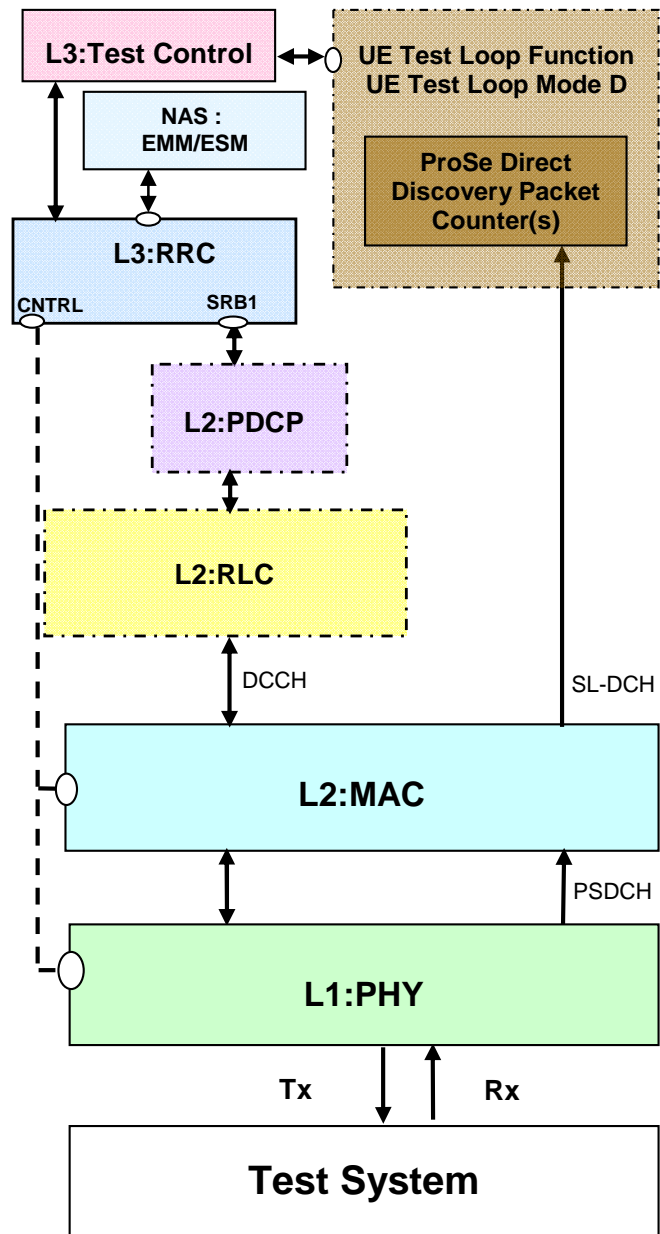 L3:Test Control
UE Test Loop Function
UE Test Loop Mode D
NAS :
EMM/ESM
ProSe Direct
Discovery Packet
Counter(s)
L3:RRC
CNTRL
SRB1
L2:PDCP
L2:RLC
DCCH
SL-DCH
L2:MAC
PSDCH
L1:PHY
Tx
Rx
Test System